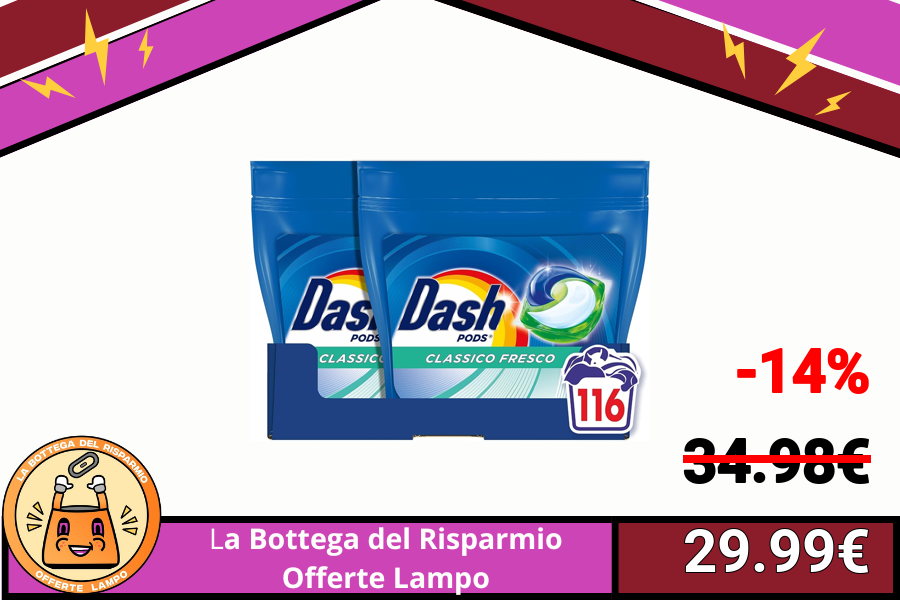 Dash
PODS
CLASSICO
Dash
PODS
CLASSICO FRESCO
116
-14%
34.98€
LA BOTTEGA DEL RISPARMIO
OFFERTE LAMPO
La Bottega del Risparmio
Offerte Lampo
29.99€